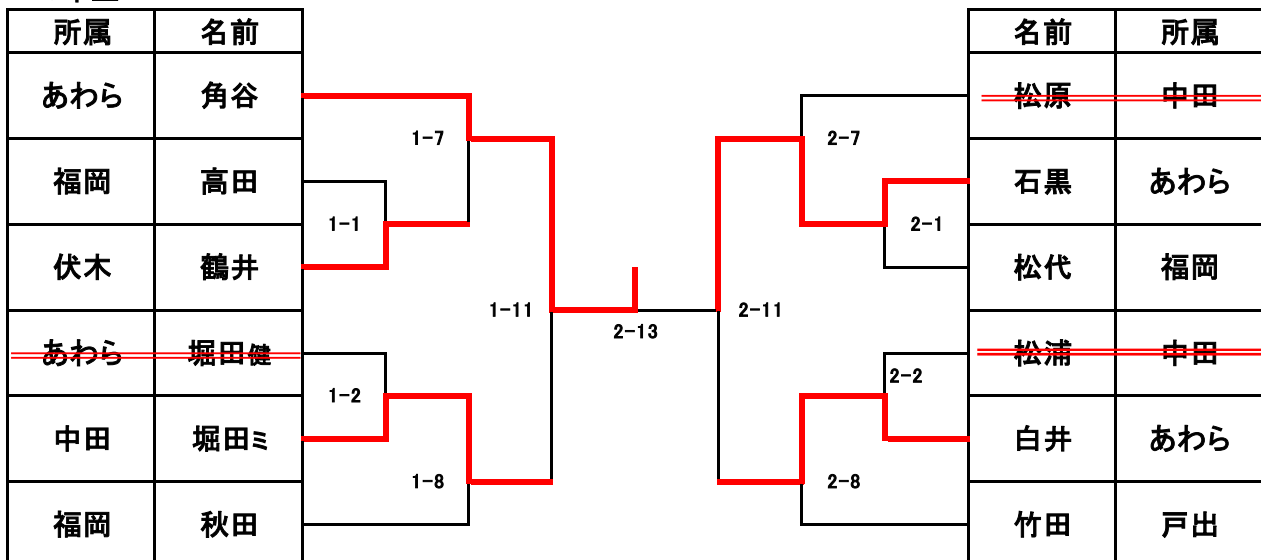 所属 名前
あわら 角谷
福岡 高田
伏木 鶴井
あわら 堀田健
中田 堀田ミ
福岡 秋田
1-7
1-1
1-11
1-2
1-8
2-13
2-7
2-1
2-11
2-2
2-8
名前 所属
松原 中田
石黒 あわら
松代 福岡
松浦 中田
白井 あわら
竹田 戸出